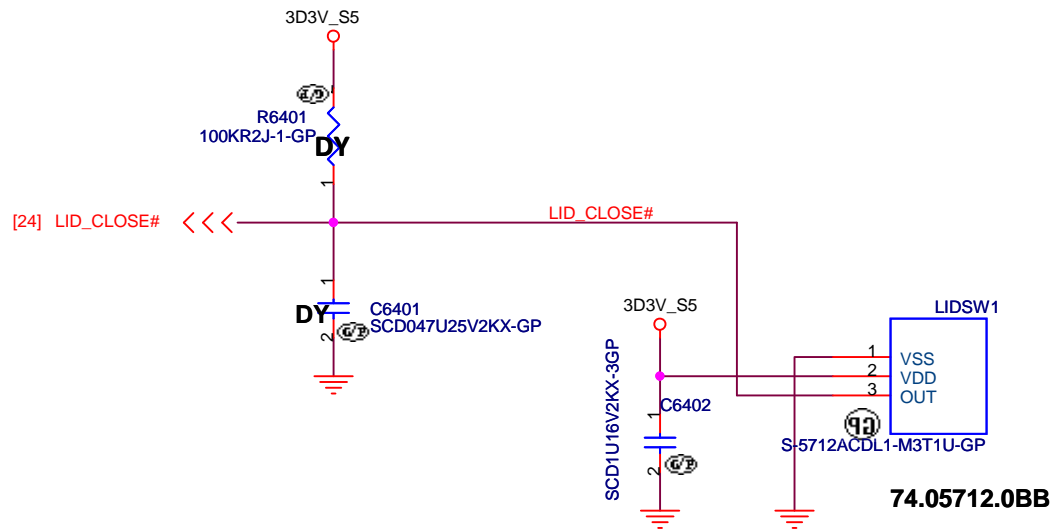 3D3V_S5
R6401
100KR2J-1-GP
DY
1
[24] LID_CLOSE#
LID_CLOSE#
1
DY
C6401
SCD047U25V2KX-GP
2
G/P
3D3V_S5
LIDSW1
1 VSS
2 VDD
3 OUT
SCD1U16V2KX-3GP
1
C6402
2
G/P
GP
S-5712ACDL1-M3T1U-GP
74.05712.0BB